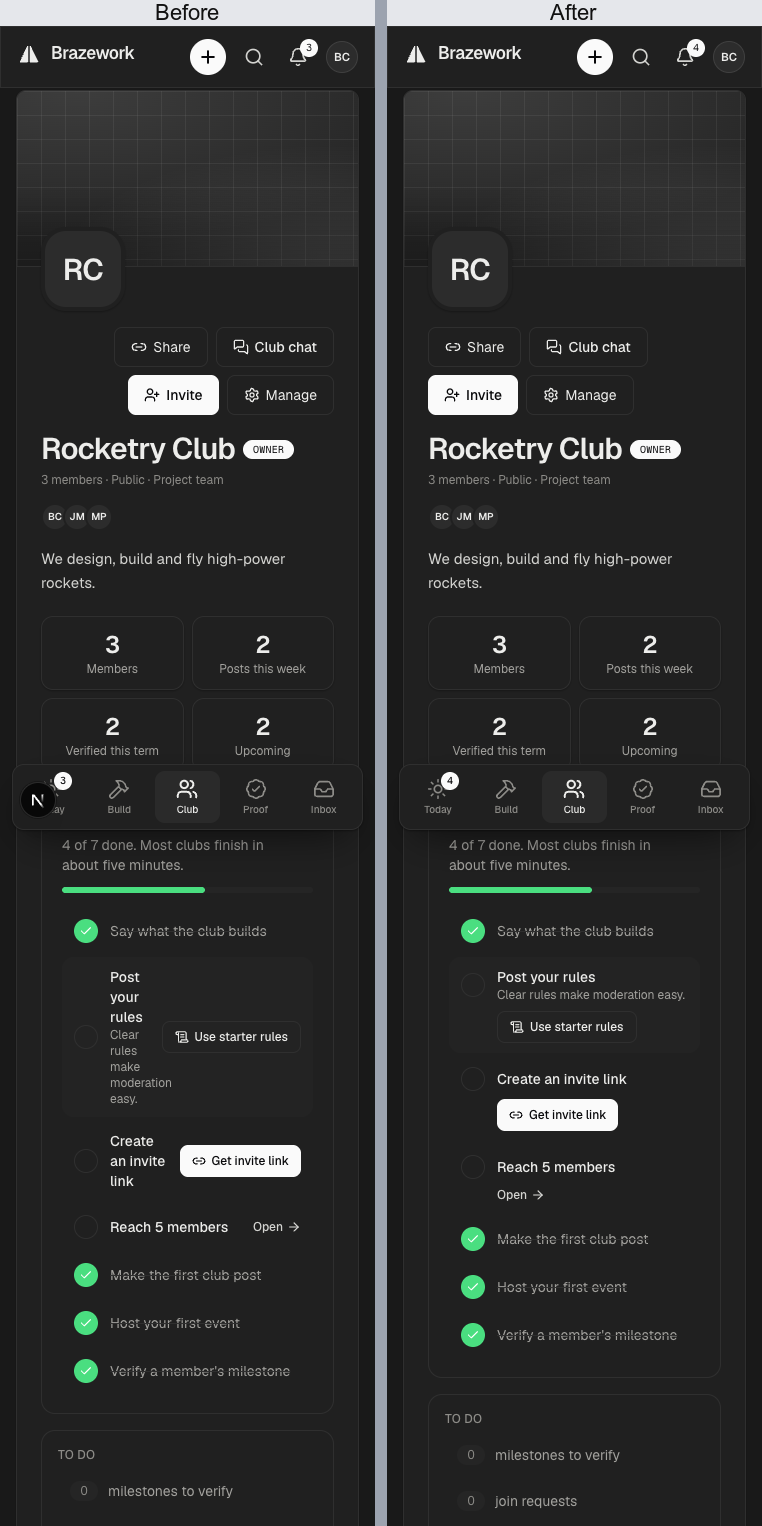 Before
Brazework
3
BC
RC
Share
Club chat
Invite
Manage
Rocketry Club OWNER
3 members · Public · Project team
BC JM MP
We design, build and fly high-power
rockets.
3
Members
2
Posts this week
2
Verified this term
2
Upcoming
3
N
Build
Club
Proof
Inbox
4 of 7 done. Most clubs finish in
about five minutes.
Say what the club builds
Post
your
rules
Clear
rules
make
moderation
easy.
Use starter rules
Create
an invite
link
Get invite link
Reach 5 members
Open →
Make the first club post
Host your first event
Verify a member's milestone
TO DO
0 milestones to verify
After
Brazework
4
BC
RC
Share
Club chat
Invite
Manage
Rocketry Club OWNER
3 members · Public · Project team
BC JM MP
We design, build and fly high-power
rockets.
3
Members
2
Posts this week
2
Verified this term
2
Upcoming
4
Today
Build
Club
Proof
Inbox
4 of 7 done. Most clubs finish in
about five minutes.
Say what the club builds
Post your rules
Clear rules make moderation easy.
Use starter rules
Create an invite link
Get invite link
Reach 5 members
Open →
Make the first club post
Host your first event
Verify a member's milestone
TO DO
0 milestones to verify
0 join requests